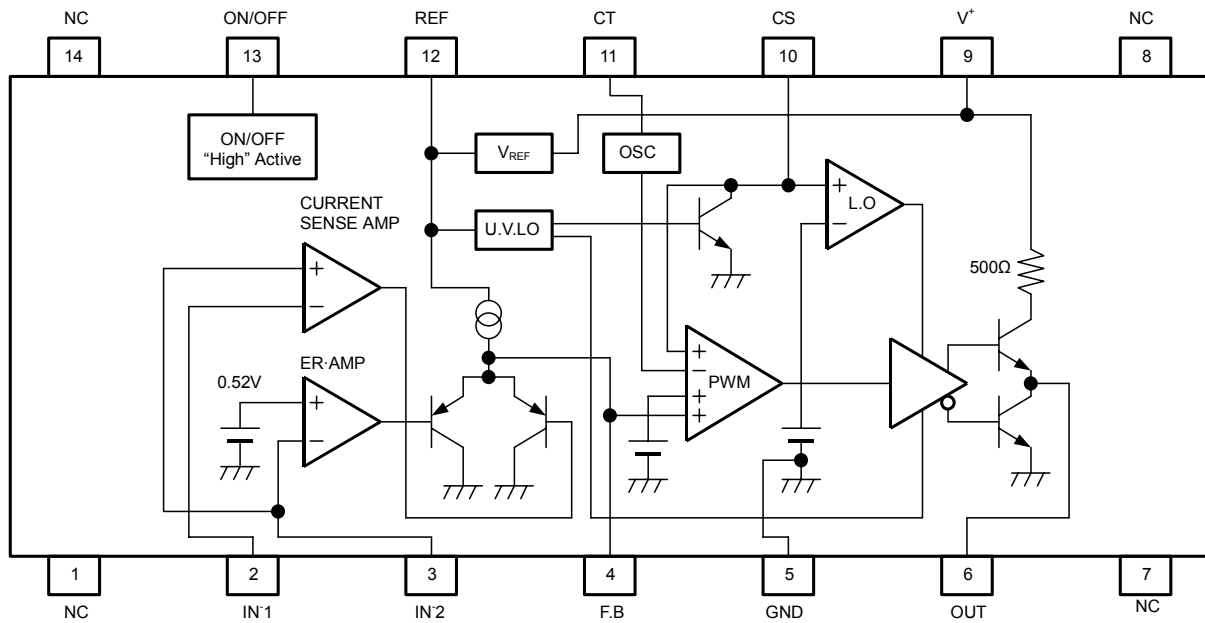 NC ON/OFF REF CT CS V⁺ NC
14 13 12 11 10 9 8
ON/OFF
"High" Active
VREF
OSC
CURRENT
SENSE AMP
U.V.LO
+
−
L.O
500Ω
+
−
ER·AMP
0.52V
+
−
+
−
+
+
PWM
1 2 3 4 5 6 7
NC IN⁻1 IN⁻2 F.B GND OUT NC